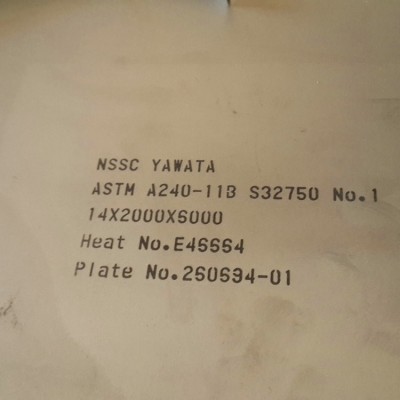 NSSC YAWATA
ASTM A240-11B S32750 No.1
14X2000X6000
Heat No.E46664
Plate No.260694-01